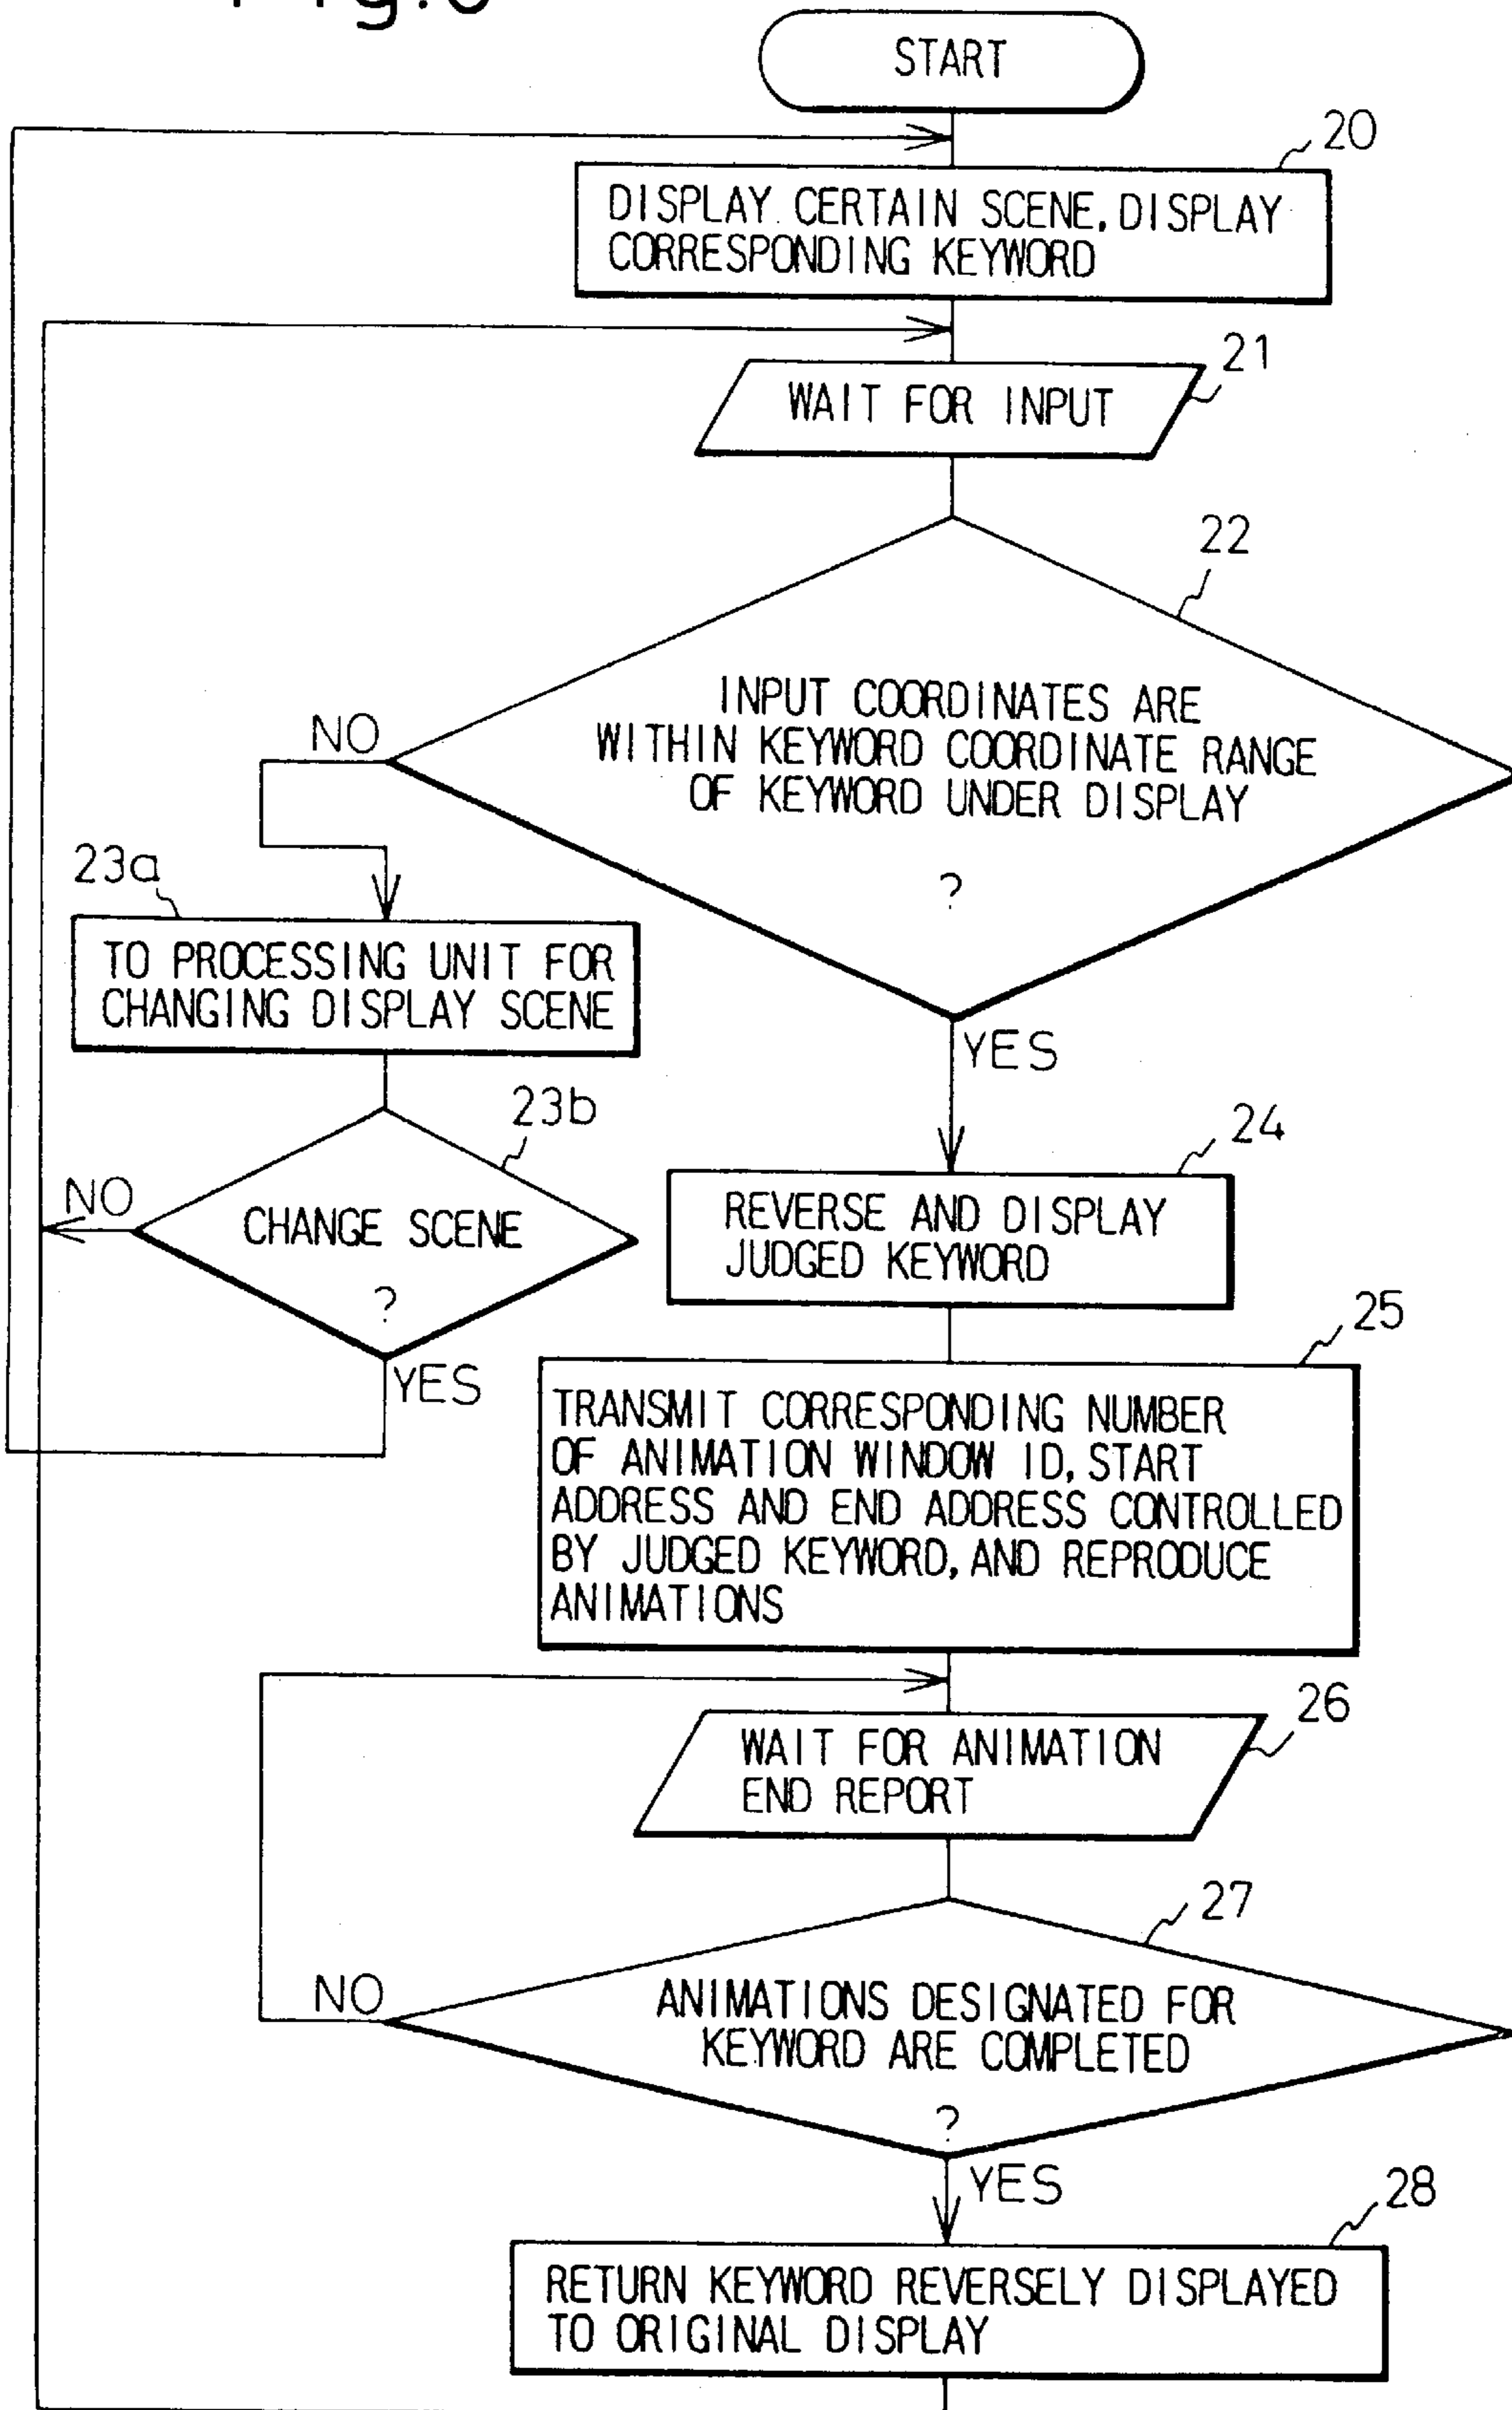 START
20
DISPLAY CERTAIN SCENE, DISPLAY
CORRESPONDING KEYWORD
21
WAIT FOR INPUT
22
INPUT COORDINATES ARE
WITHIN KEYWORD COORDINATE RANGE
OF KEYWORD UNDER DISPLAY
?
NO
23a
TO PROCESSING UNIT FOR
CHANGING DISPLAY SCENE
YES
23b
CHANGE SCENE
?
NO
YES
24
REVERSE AND DISPLAY
JUDGED KEYWORD
25
TRANSMIT CORRESPONDING NUMBER
OF ANIMATION WINDOW ID, START
ADDRESS AND END ADDRESS CONTROLLED
BY JUDGED KEYWORD, AND REPRODUCE
ANIMATIONS
26
WAIT FOR ANIMATION
END REPORT
27
ANIMATIONS DESIGNATED FOR
KEYWORD ARE COMPLETED
?
NO
YES
28
RETURN KEYWORD REVERSELY DISPLAYED
TO ORIGINAL DISPLAY